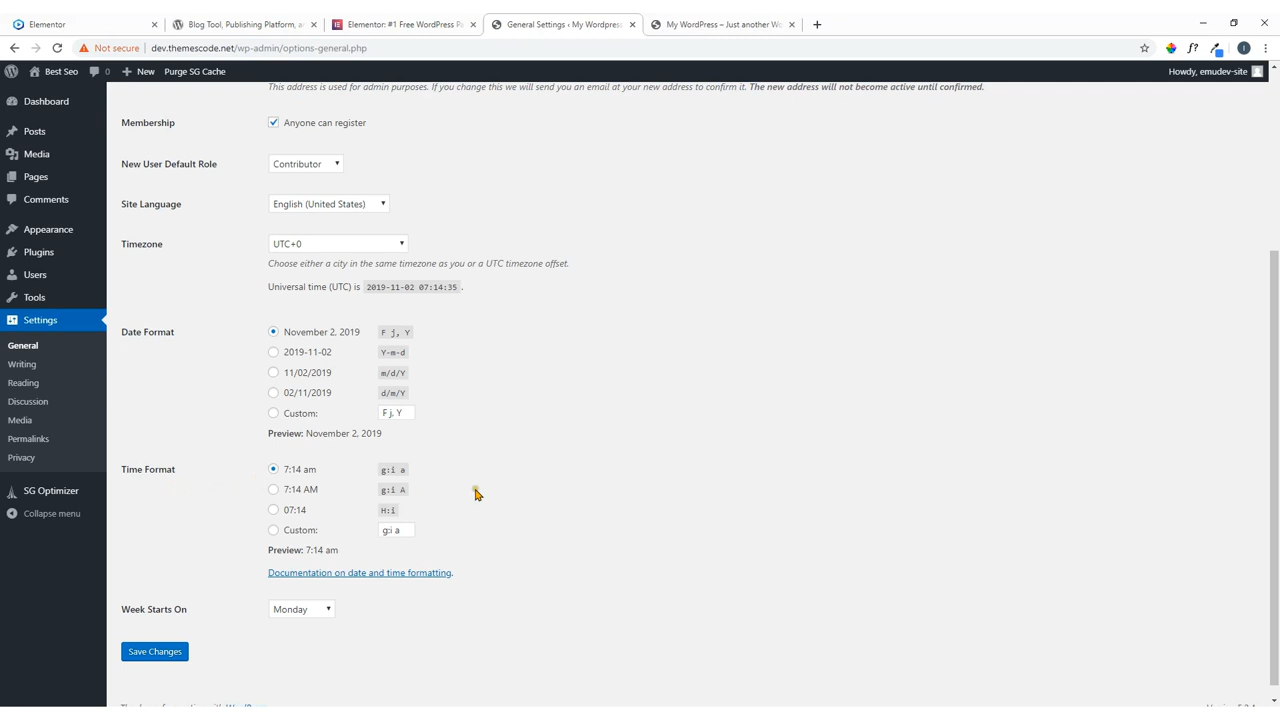 Elementor
Blog Tool, Publishing Platform, a
Elementor: #1 Free WordPress Pa
General Settings ‹ My Wordpress
My WordPress – Just another Wo
Not secure
dev.themescode.net/wp-admin/options-general.php
f?
I
Best Seo
0
New
Purge SG Cache
Howdy, emudev-site
This address is used for admin purposes. If you change this we will send you an email at your new address to confirm it. The new address will not become active until confirmed.
Dashboard
Posts
Media
Pages
Comments
Appearance
Plugins
Users
Tools
Settings
General
Writing
Reading
Discussion
Media
Permalinks
Privacy
SG Optimizer
Collapse menu
Membership
Anyone can register
New User Default Role
Contributor
Site Language
English (United States)
Timezone
UTC+0
Choose either a city in the same timezone as you or a UTC timezone offset.
Universal time (UTC) is 2019-11-02 07:14:35 .
Date Format
November 2, 2019 F j, Y
2019-11-02 Y-m-d
11/02/2019 m/d/Y
02/11/2019 d/m/Y
Custom: F j, Y
Preview: November 2, 2019
Time Format
7:14 am g:i a
7:14 AM g:i A
07:14 H:i
Custom: g:i a
Preview: 7:14 am
Documentation on date and time formatting.
Week Starts On
Monday
Save Changes